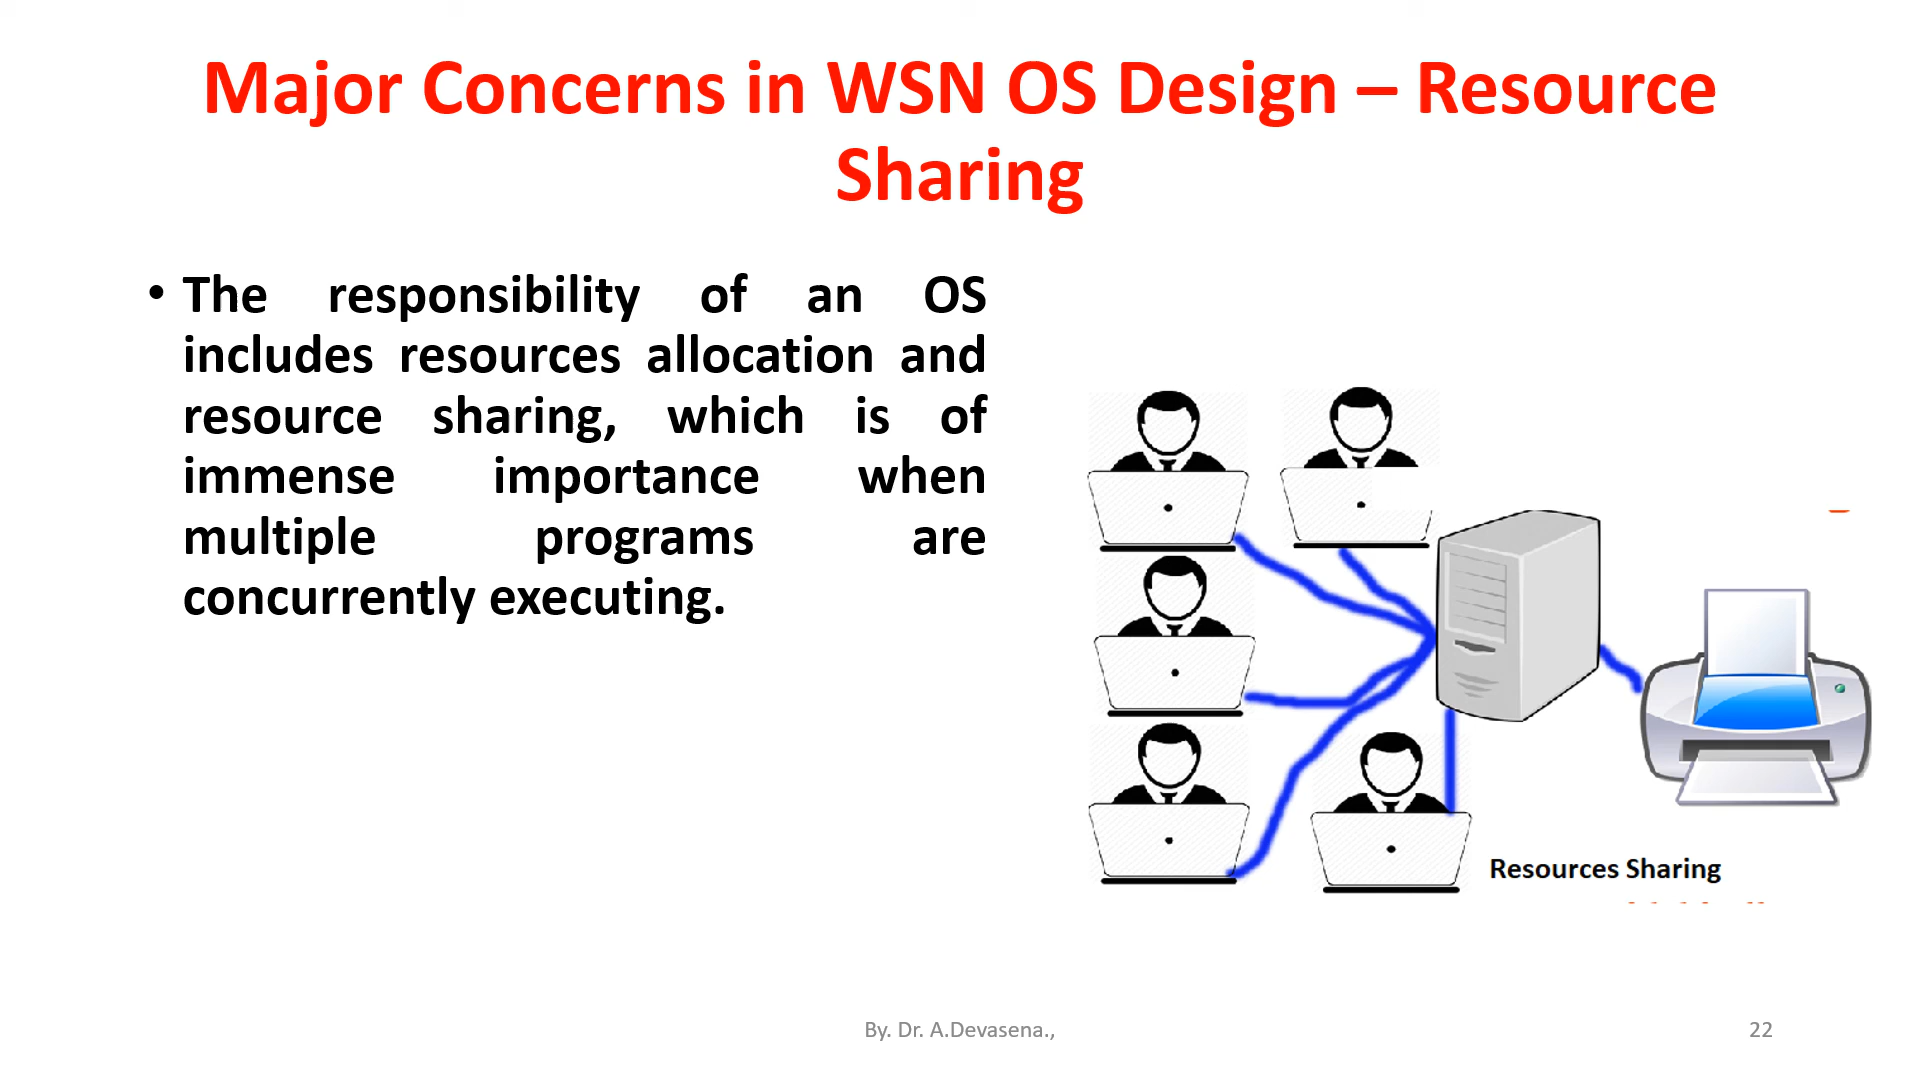 Major Concerns in WSN OS Design – Resource
Sharing
• The responsibility of an OS
includes resources allocation and
resource sharing, which is of
immense importance when
multiple programs are
concurrently executing.
Resources Sharing
By. Dr. A.Devasena.,
22